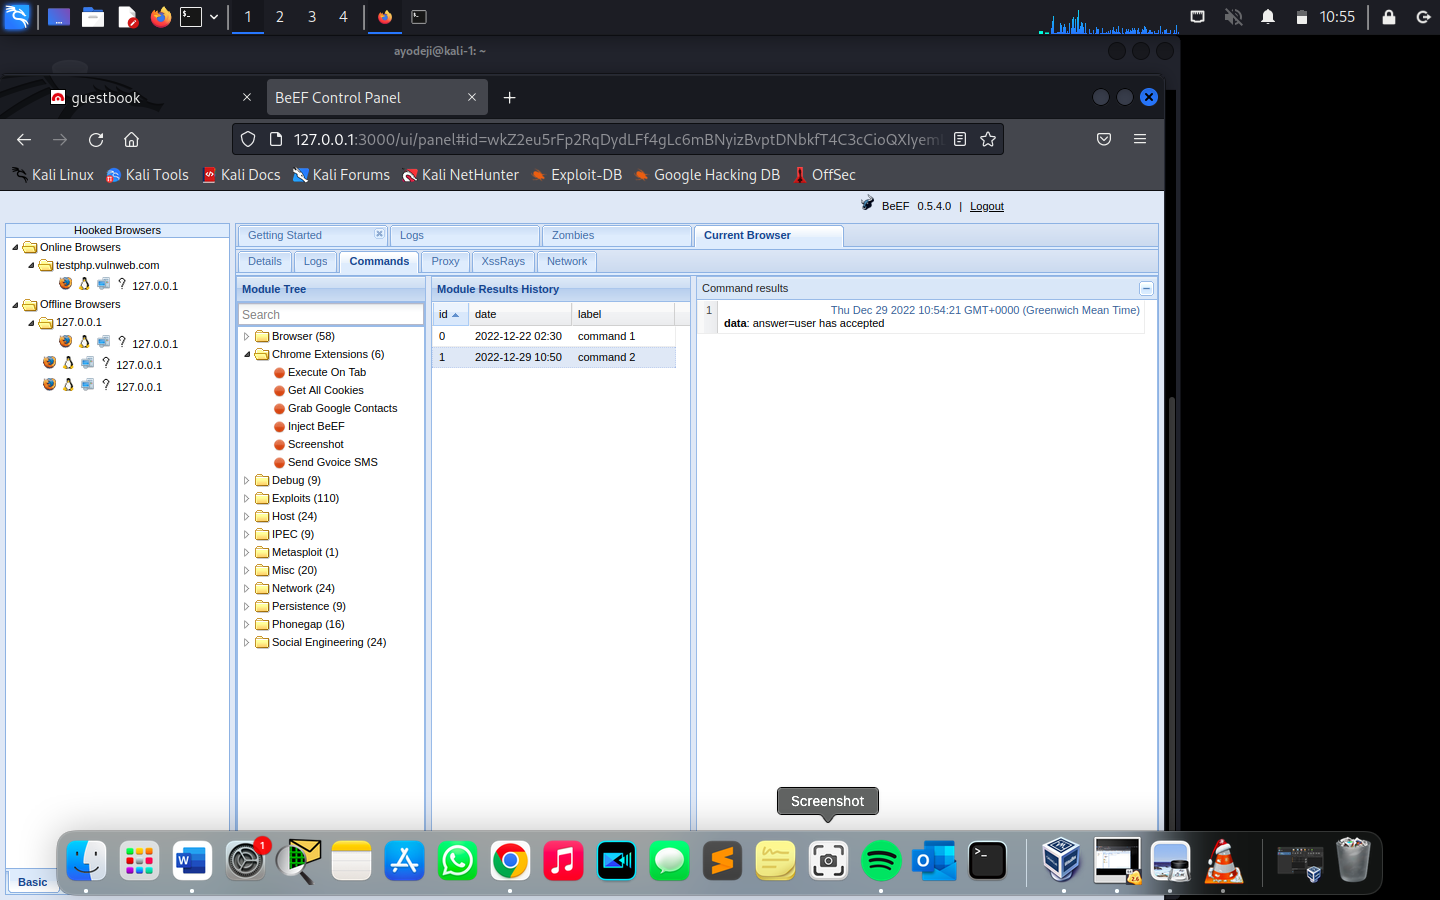 1 2 3 4
10:55
ayodeji@kali-1: ~
guestbook
BeEF Control Panel
127.0.0.1:3000/ui/panel#id=wkZ2eu5rFp2RqDydLFf4gLc6mBNyizBvptDNbkfT4C3cCioQXIyem
Kali Linux Kali Tools Kali Docs Kali Forums Kali NetHunter Exploit-DB Google Hacking DB OffSec
BeEF 0.5.4.0 | Logout
Hooked Browsers
Online Browsers
testphp.vulnweb.com
? 127.0.0.1
Offline Browsers
127.0.0.1
? 127.0.0.1
? 127.0.0.1
? 127.0.0.1
Basic
Getting Started Logs Zombies Current Browser
Details Logs Commands Proxy XssRays Network
Module Tree
Search
Browser (58)
Chrome Extensions (6)
Execute On Tab
Get All Cookies
Grab Google Contacts
Inject BeEF
Screenshot
Send Gvoice SMS
Debug (9)
Exploits (110)
Host (24)
IPEC (9)
Metasploit (1)
Misc (20)
Network (24)
Persistence (9)
Phonegap (16)
Social Engineering (24)
Module Results History
id date label
0 2022-12-22 02:30 command 1
1 2022-12-29 10:50 command 2
Command results
1 Thu Dec 29 2022 10:54:21 GMT+0000 (Greenwich Mean Time)
data: answer=user has accepted
Screenshot
1